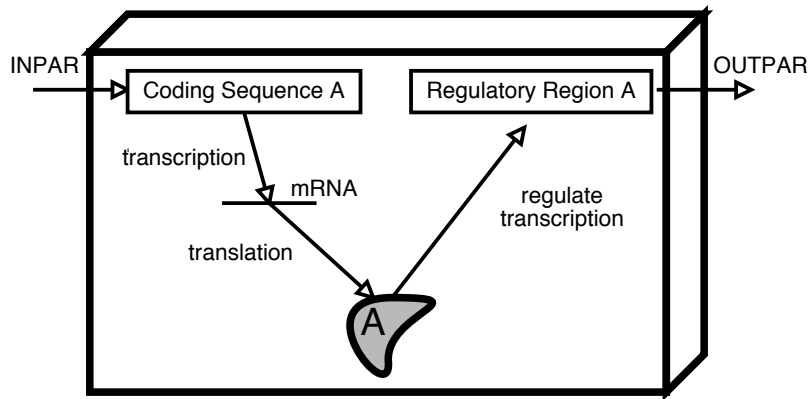 INPAR
OUTPAR
Coding Sequence A
Regulatory Region A
transcription
mRNA
regulate
transcription
translation
A